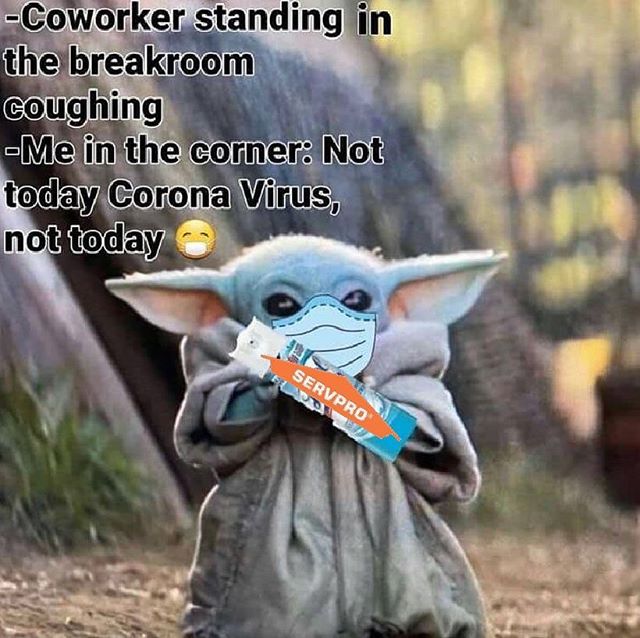 -Coworker standing in
the breakroom
coughing
-Me in the corner: Not
today Corona Virus,
not today 😷
SERVPRO